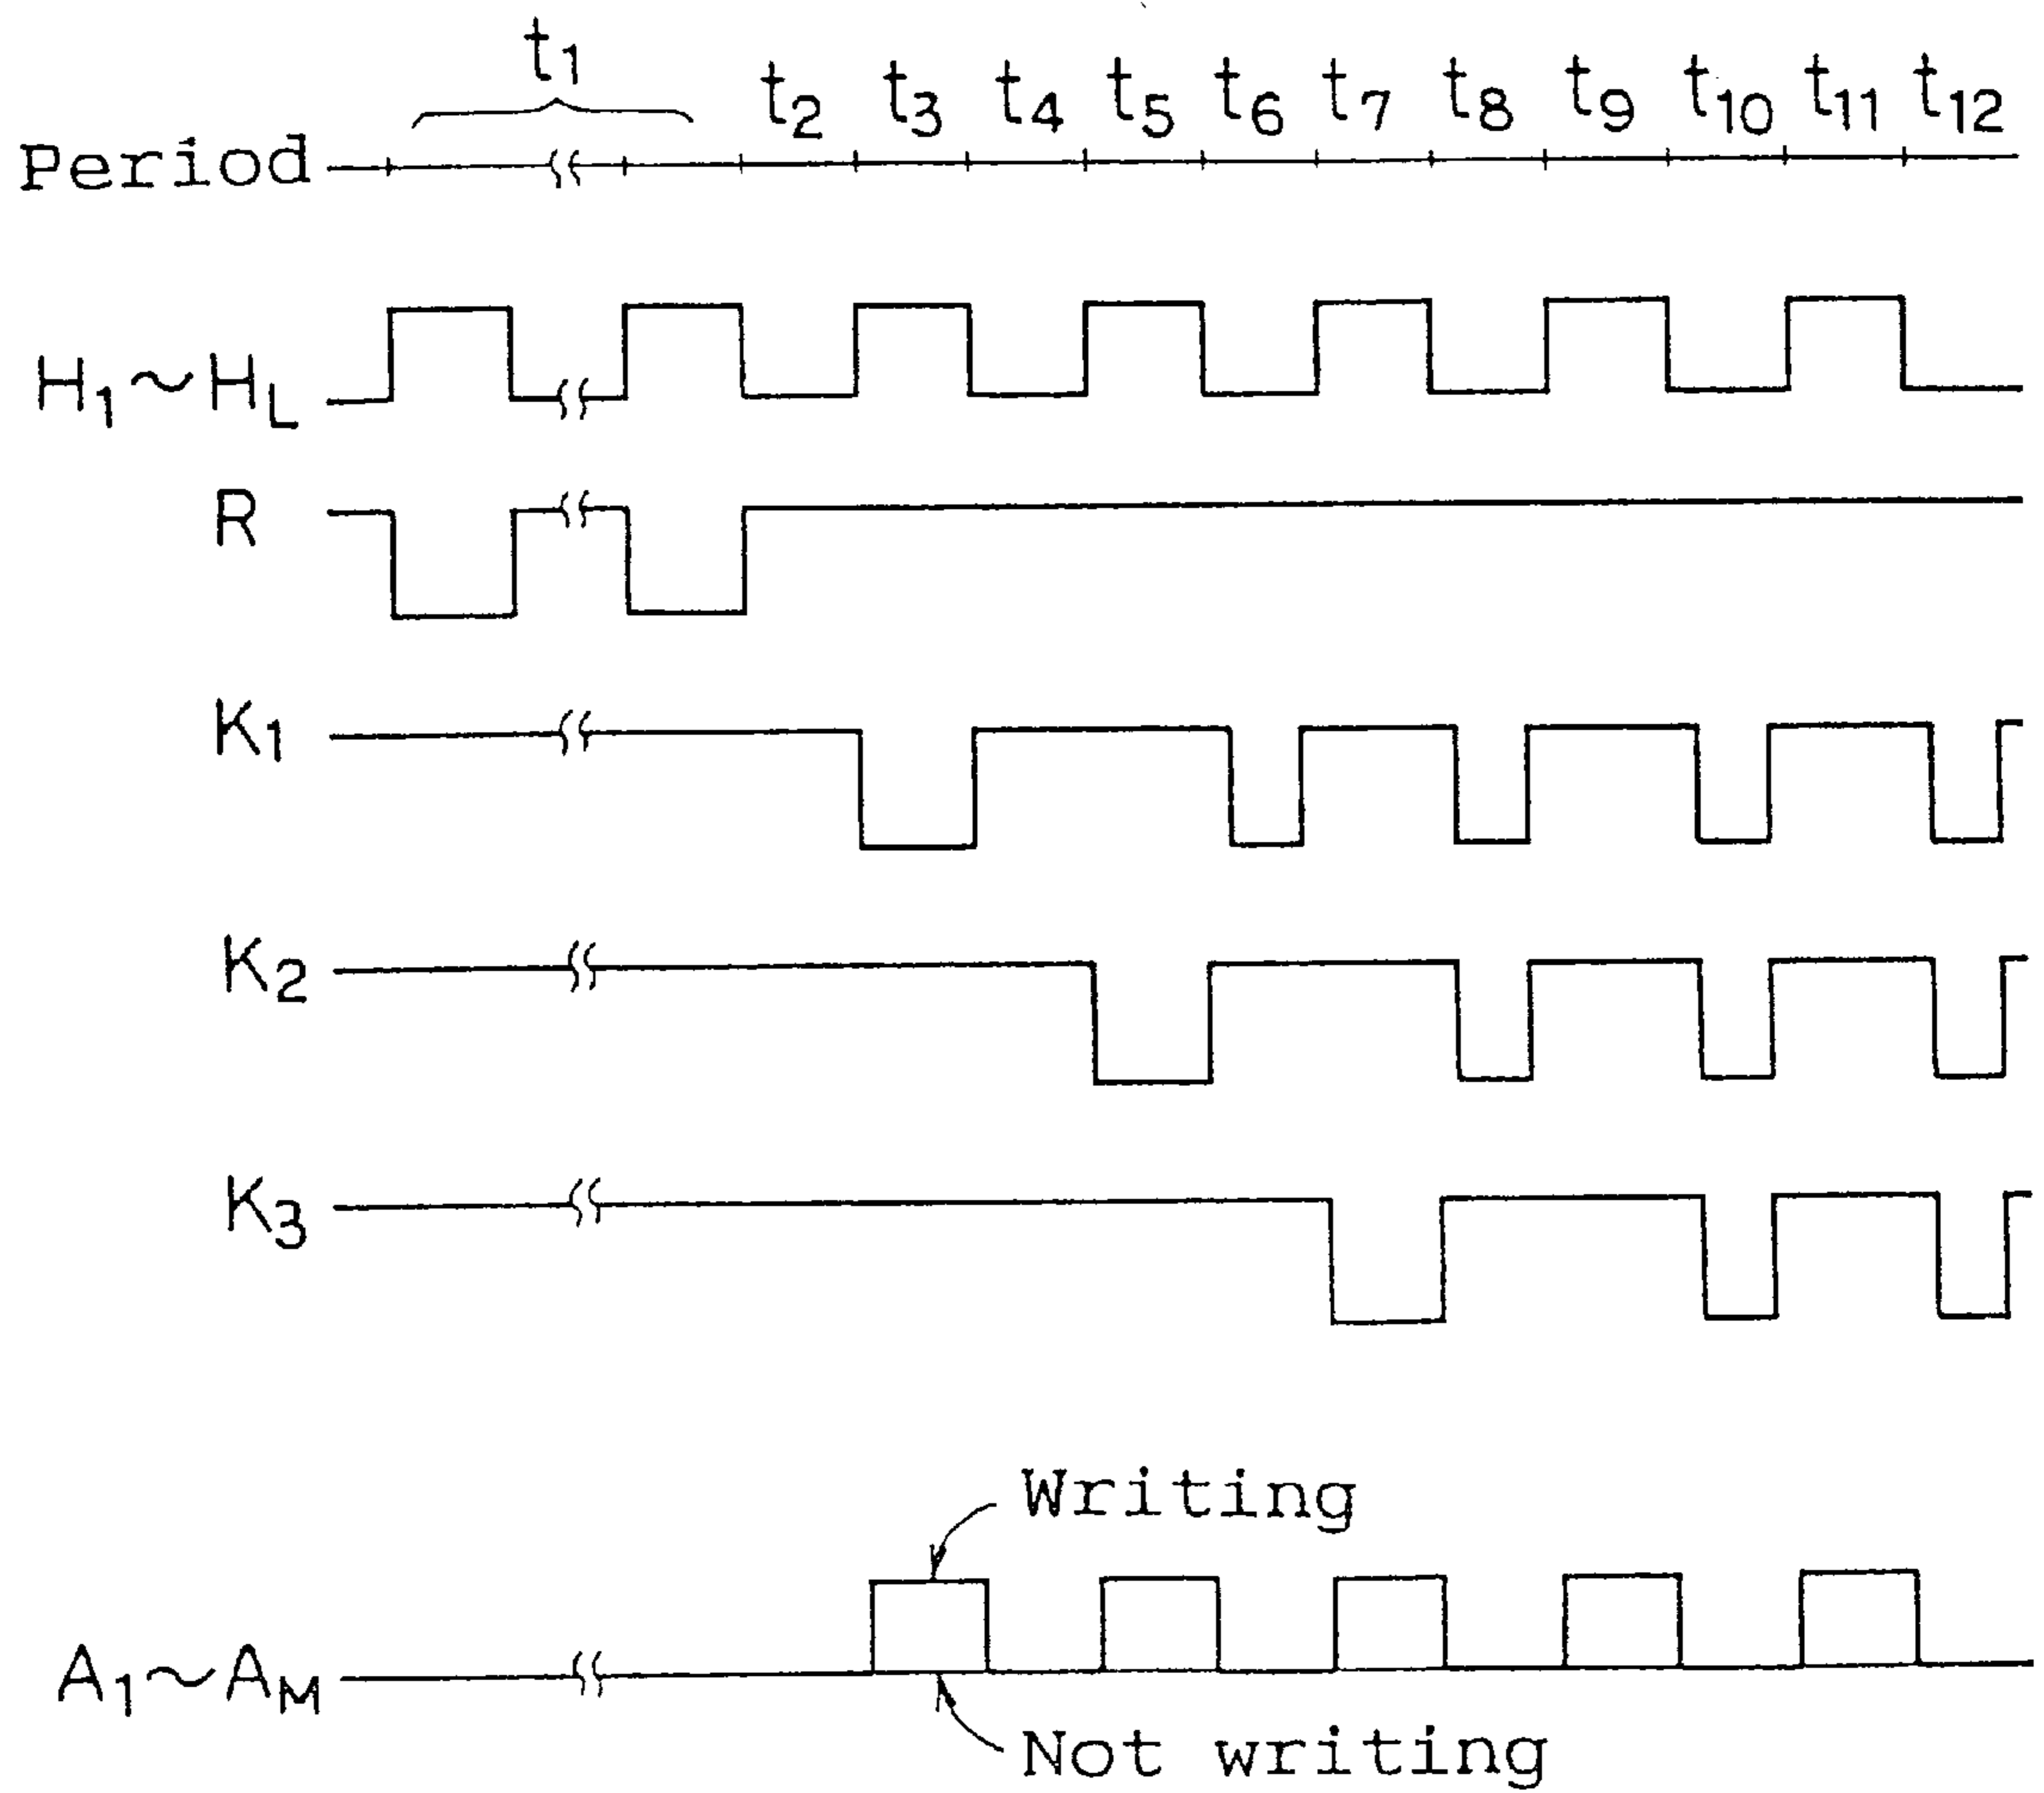 t1 t2 t3 t4 t5 t6 t7 t8 t9 t10 t11 t12
Period
H1~HL
R
K1
K2
K3
Writing
A1~AM
Not writing